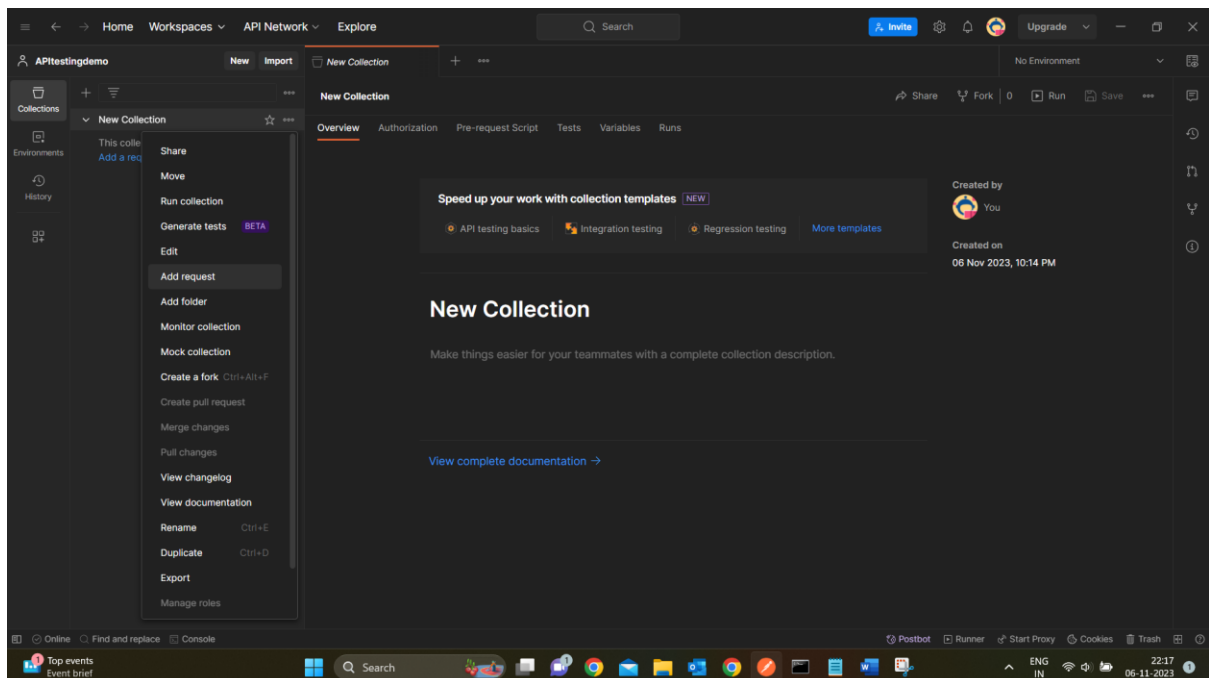 Home Workspaces API Network Explore Search Invite Upgrade
APItestingdemo New Import New Collection No Environment
Collections
Environments
History
New Collection
This colle
Add a req
Share
Move
Run collection
Generate tests BETA
Edit
Add request
Add folder
Monitor collection
Mock collection
Create a fork Ctrl+Alt+F
Create pull request
Merge changes
Pull changes
View changelog
View documentation
Rename Ctrl+E
Duplicate Ctrl+D
Export
Manage roles
New Collection Share Fork 0 Run Save
Overview Authorization Pre-request Script Tests Variables Runs
Speed up your work with collection templates NEW
API testing basics Integration testing Regression testing More templates
Created by
You
Created on
06 Nov 2023, 10:14 PM
New Collection
Make things easier for your teammates with a complete collection description.
View complete documentation →
Online Find and replace Console Postbot Runner Start Proxy Cookies Trash
1 Top events
Event brief
Search
1
ENG
IN
22:17
06-11-2023
1